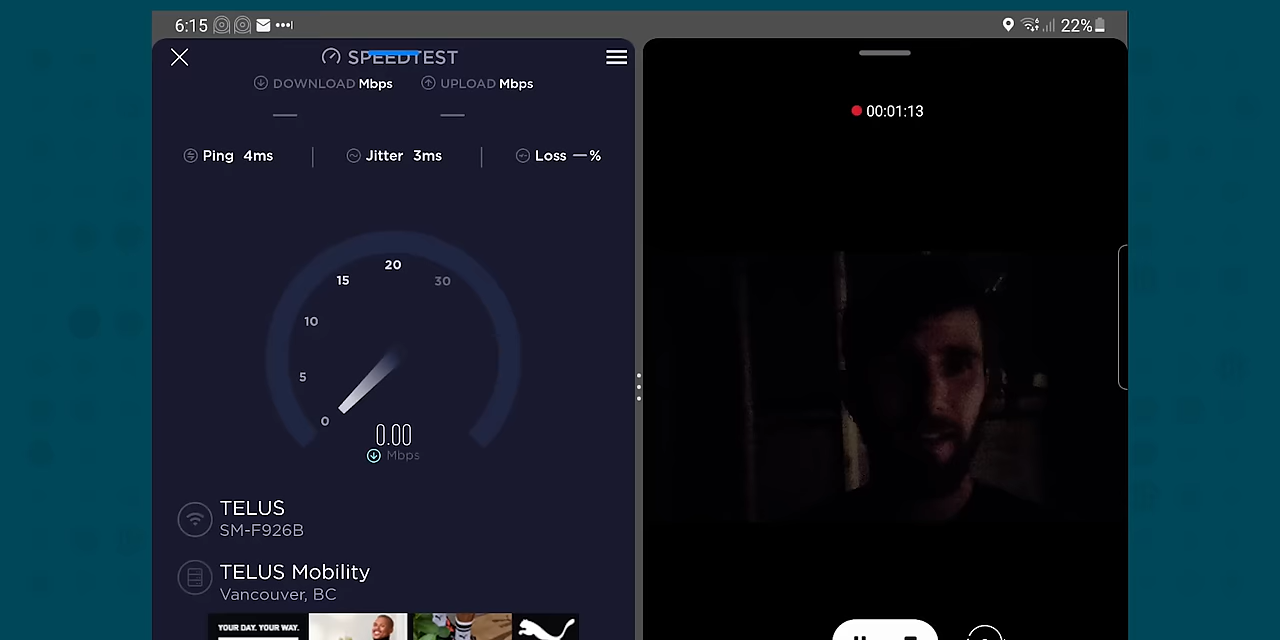 6:15
22%
SPEEDTEST
DOWNLOAD Mbps
UPLOAD Mbps
Ping 4ms
Jitter 3ms
Loss — %
00:01:13
20
15
30
10
5
0
0.00
Mbps
TELUS
SM-F926B
TELUS Mobility
Vancouver, BC
YOUR DAY. YOUR WAY.